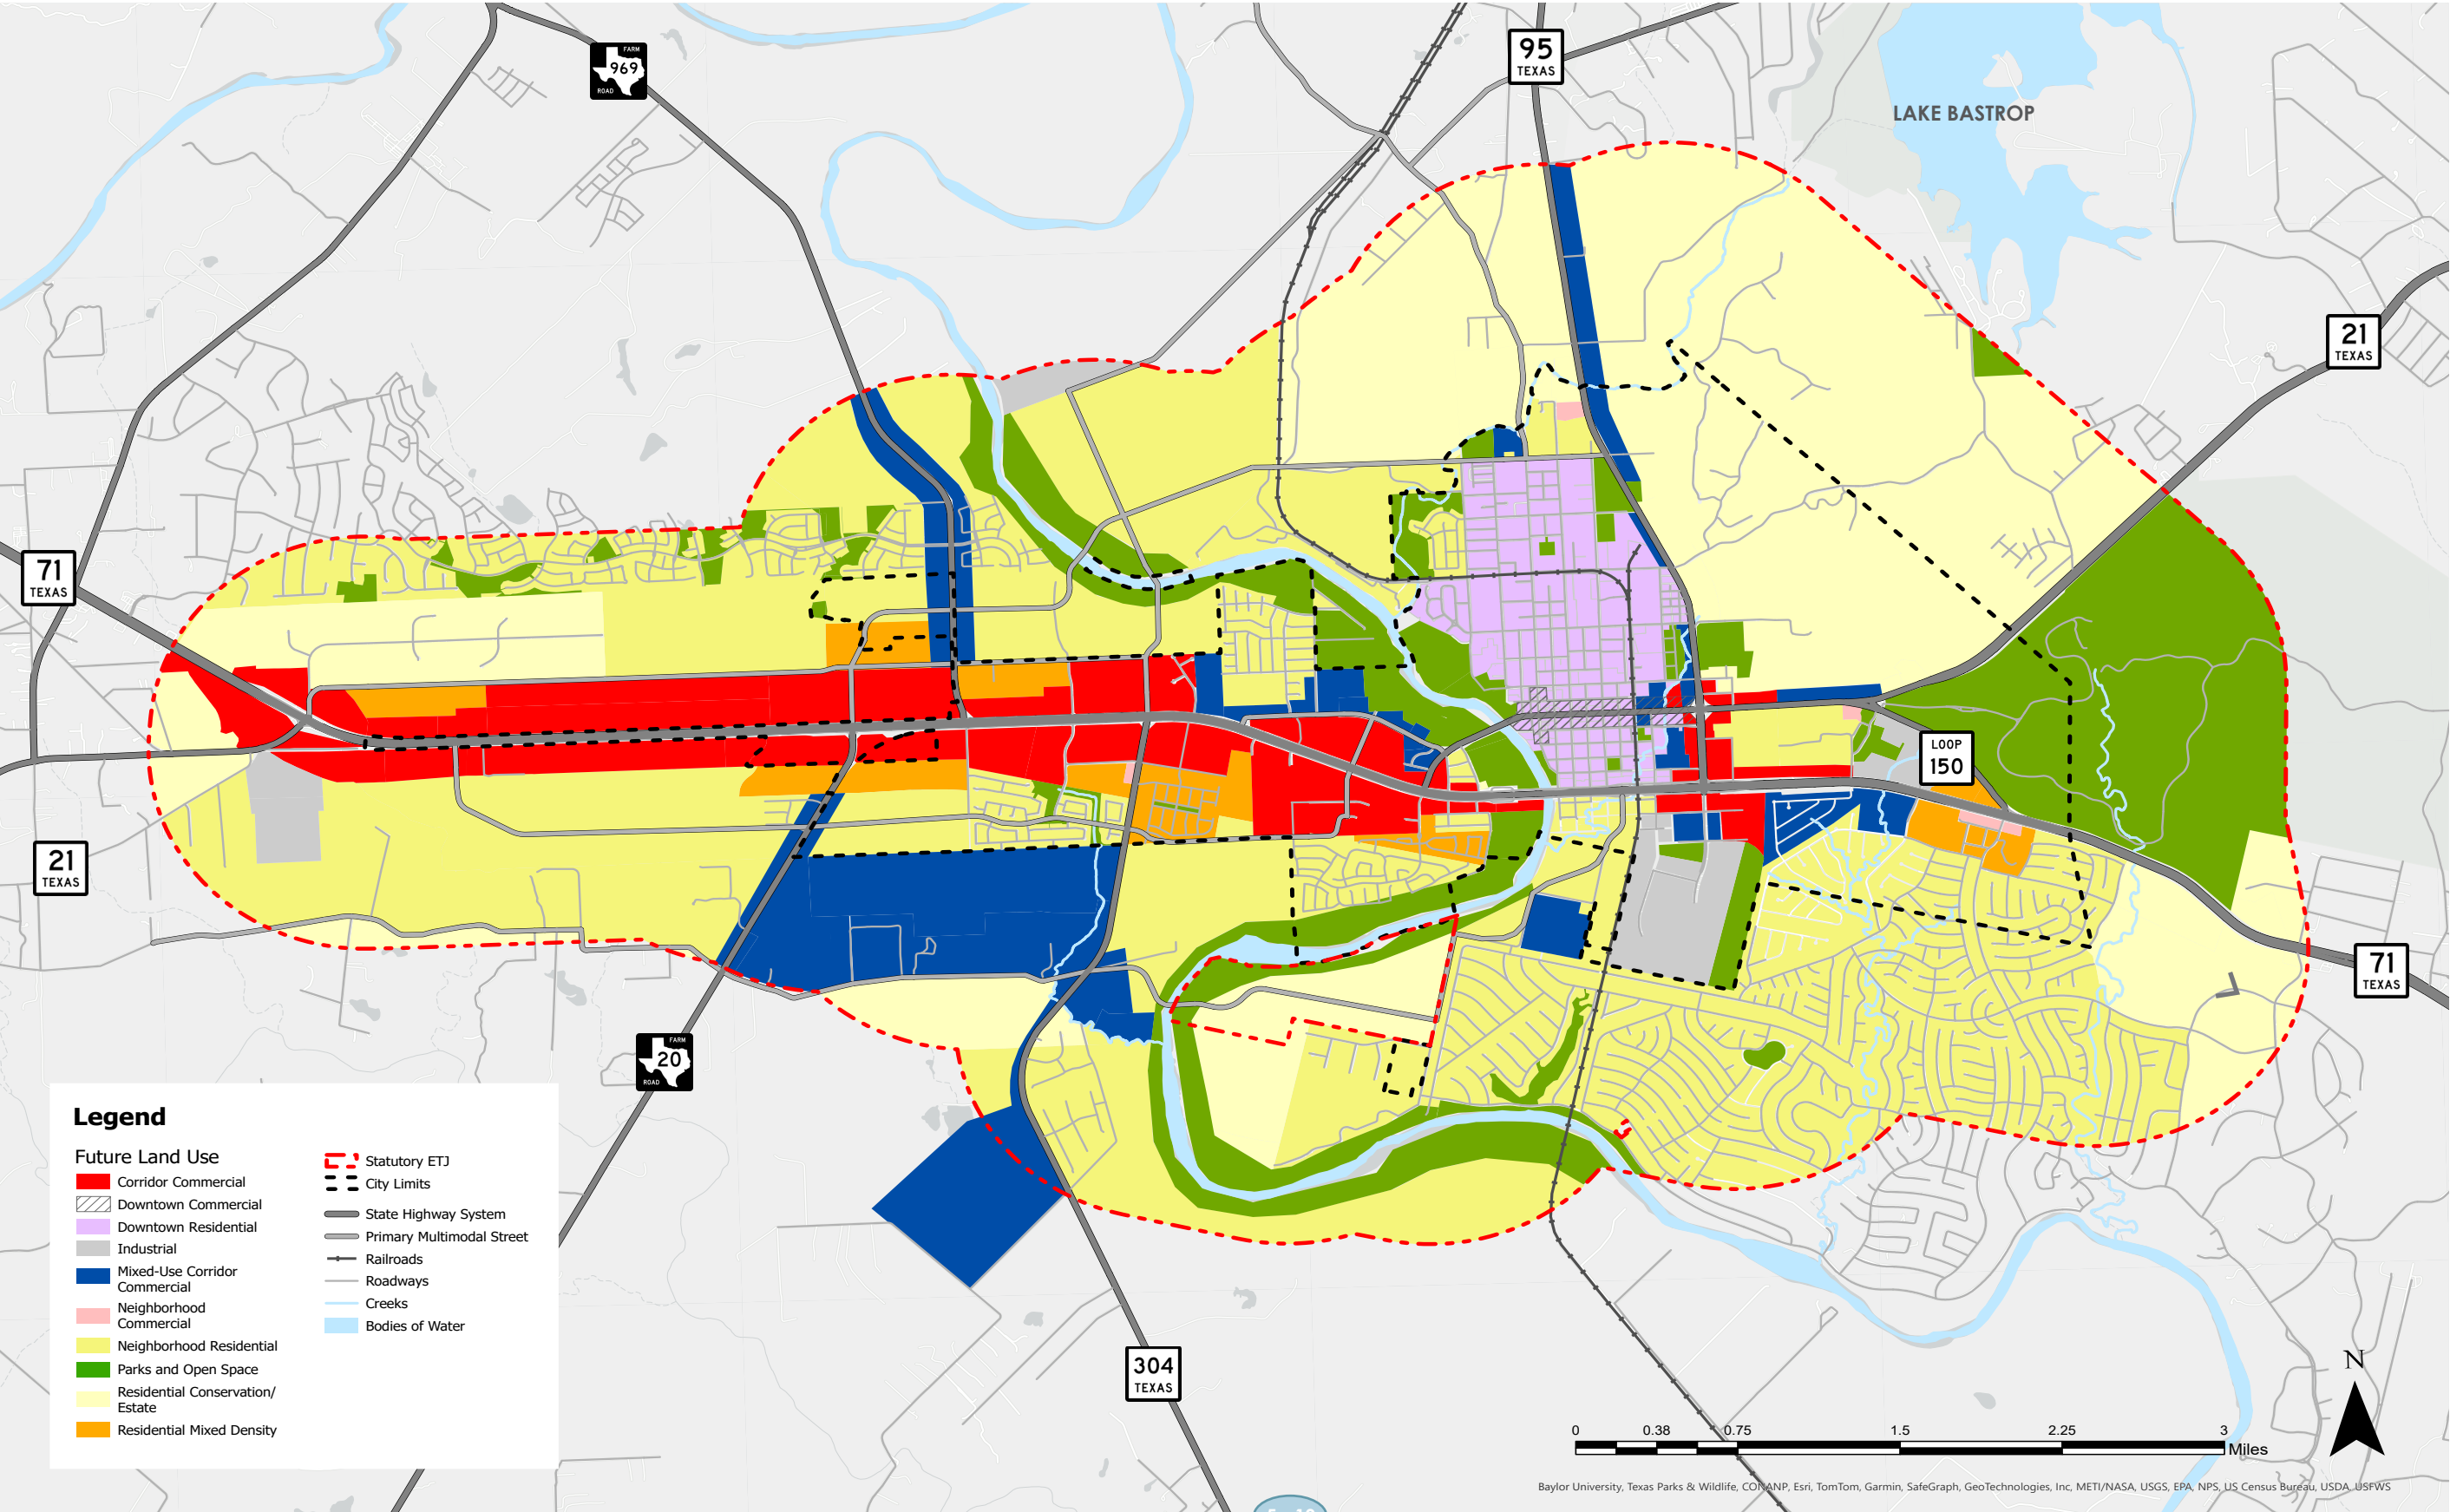 FARM
969
ROAD
95
TEXAS
LAKE BASTROP
21
TEXAS
71
TEXAS
LOOP
150
21
TEXAS
71
TEXAS
FARM
20
ROAD
304
TEXAS
Legend
Future Land Use
Corridor Commercial
Downtown Commercial
Downtown Residential
Industrial
Mixed-Use Corridor
Commercial
Neighborhood
Commercial
Neighborhood Residential
Parks and Open Space
Residential Conservation/
Estate
Residential Mixed Density
Statutory ETJ
City Limits
State Highway System
Primary Multimodal Street
Railroads
Roadways
Creeks
Bodies of Water
N
0 0.38 0.75 1.5 2.25 3
Miles
Baylor University, Texas Parks & Wildlife, CONANP, Esri, TomTom, Garmin, SafeGraph, GeoTechnologies, Inc, METI/NASA, USGS, EPA, NPS, US Census Bureau, USDA, USFWS